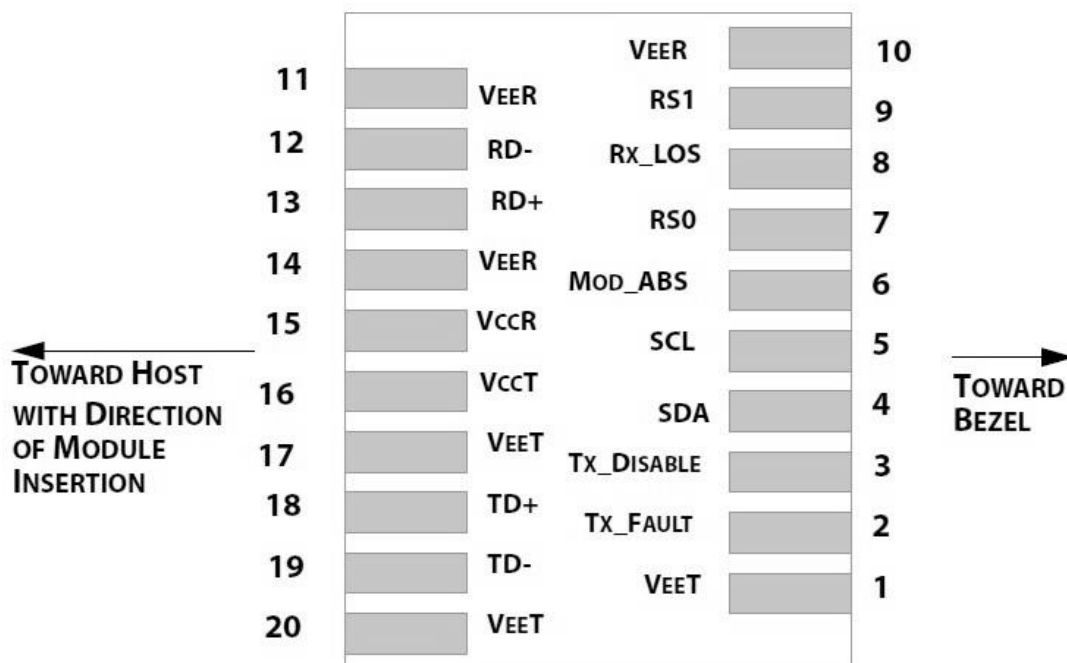 VEER 10
11 VEER
RS1 9
12 RD-
RX_LOS 8
13 RD+
RS0 7
14 VEER
MOD_ABS 6
15 VCCR
SCL 5
TOWARD HOST
WITH DIRECTION
OF MODULE
INSERTION
TOWARD
BEZEL
16 VCCT
SDA 4
17 VEET
TX_DISABLE 3
18 TD+
TX_FAULT 2
19 TD-
VEET 1
20 VEET